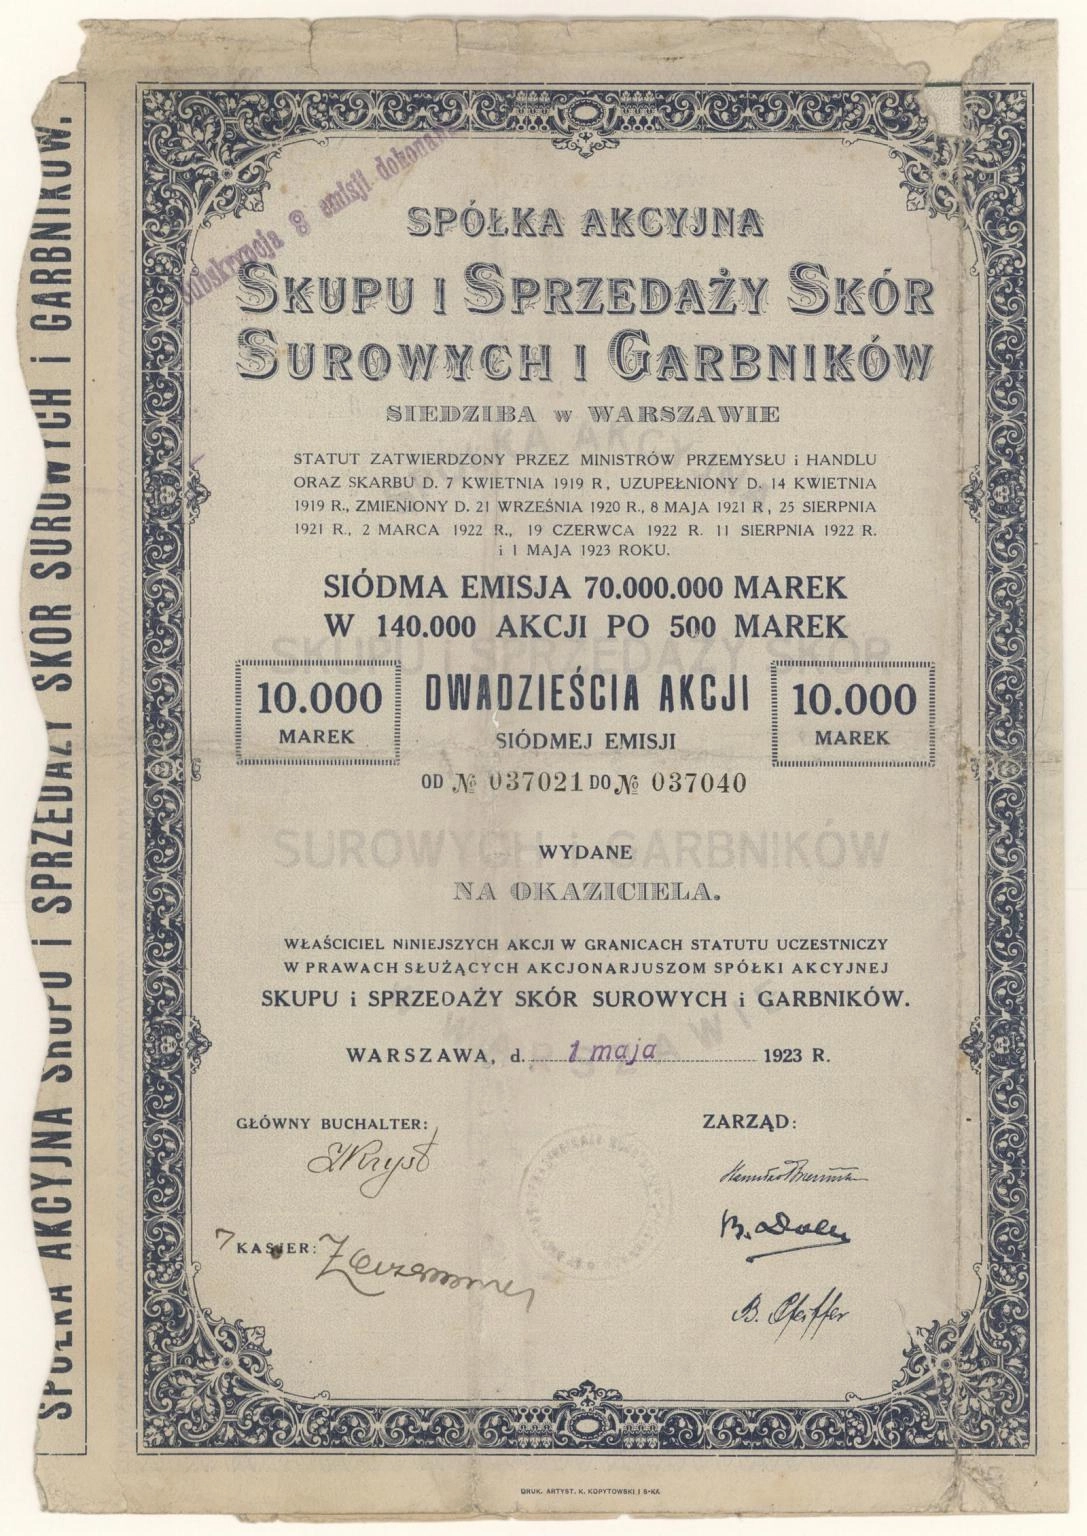 SPÓŁKA AKCYJNA SKUPU i SPRZEDAŻY SKÓR SUROWYCH i GARBNIKÓW.
Subskrypcja 8 emisji dokonana
SPÓŁKA AKCYJNA
SKUPU I SPRZEDAŻY SKÓR
SUROWYCH I GARBNIKÓW
SIEDZIBA w WARSZAWIE
STATUT ZATWIERDZONY PRZEZ MINISTRÓW PRZEMYSŁU i HANDLU
ORAZ SKARBU D. 7 KWIETNIA 1919 R, UZUPEŁNIONY D. 14 KWIETNIA
1919 R., ZMIENIONY D. 21 WRZEŚNIA 1920 R., 8 MAJA 1921 R, 25 SIERPNIA
1921 R., 2 MARCA 1922 R., 19 CZERWCA 1922 R. 11 SIERPNIA 1922 R.
i 1 MAJA 1923 ROKU.
SIÓDMA EMISJA 70.000.000 MAREK
W 140.000 AKCJI PO 500 MAREK
10.000 MAREK
DWADZIEŚCIA AKCJI
10.000 MAREK
SIÓDMEJ EMISJI
OD № 037021 DO № 037040
WYDANE
NA OKAZICIELA.
WŁAŚCICIEL NiNIEJSZYCH AKCJI W GRANICACH STATUTU UCZESTNICZY
W PRAWACH SŁUŻĄCYCH AKCJONARJUSZOM SPÓŁKI AKCYJNEJ
SKUPU i SPRZEDAŻY SKÓR SUROWYCH i GARBNIKÓW.
WARSZAWA, d. 1 maja 1923 R.
GŁÓWNY BUCHALTER:
ZARZĄD:
KASJER:
B. Pfeiffer
DRUK. ARTYST. K. KOPYTOWSKI I S-KA